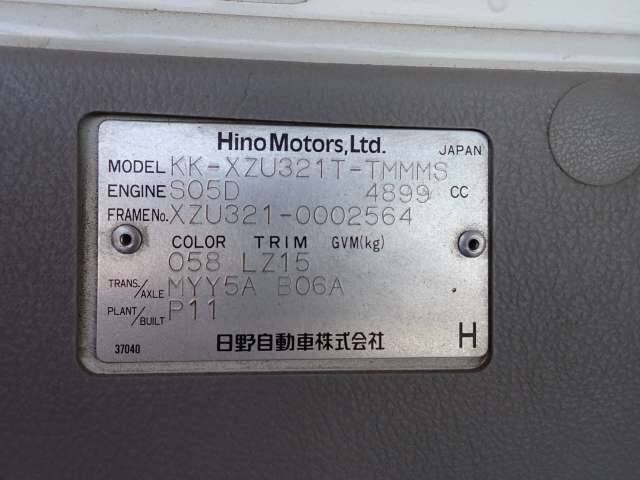 Hino Motors, Ltd.
JAPAN
MODEL KK-XZU321T-TMMMS
ENGINE S05D 4899 CC
FRAME No. XZU321-0002564
COLOR TRIM GVM(kg)
058 LZ15
TRANS./AXLE MYY5A B06A
PLANT/BUILT P11
37040 日野自動車株式会社 H